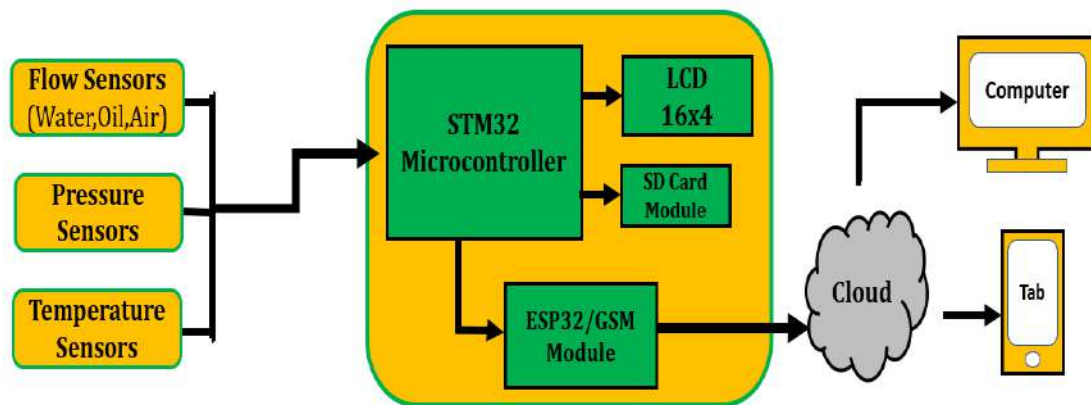 Flow Sensors
(Water,Oil,Air)
Pressure
Sensors
Temperature
Sensors
STM32
Microcontroller
LCD
16x4
SD Card
Module
ESP32/GSM
Module
Cloud
Computer
Tab